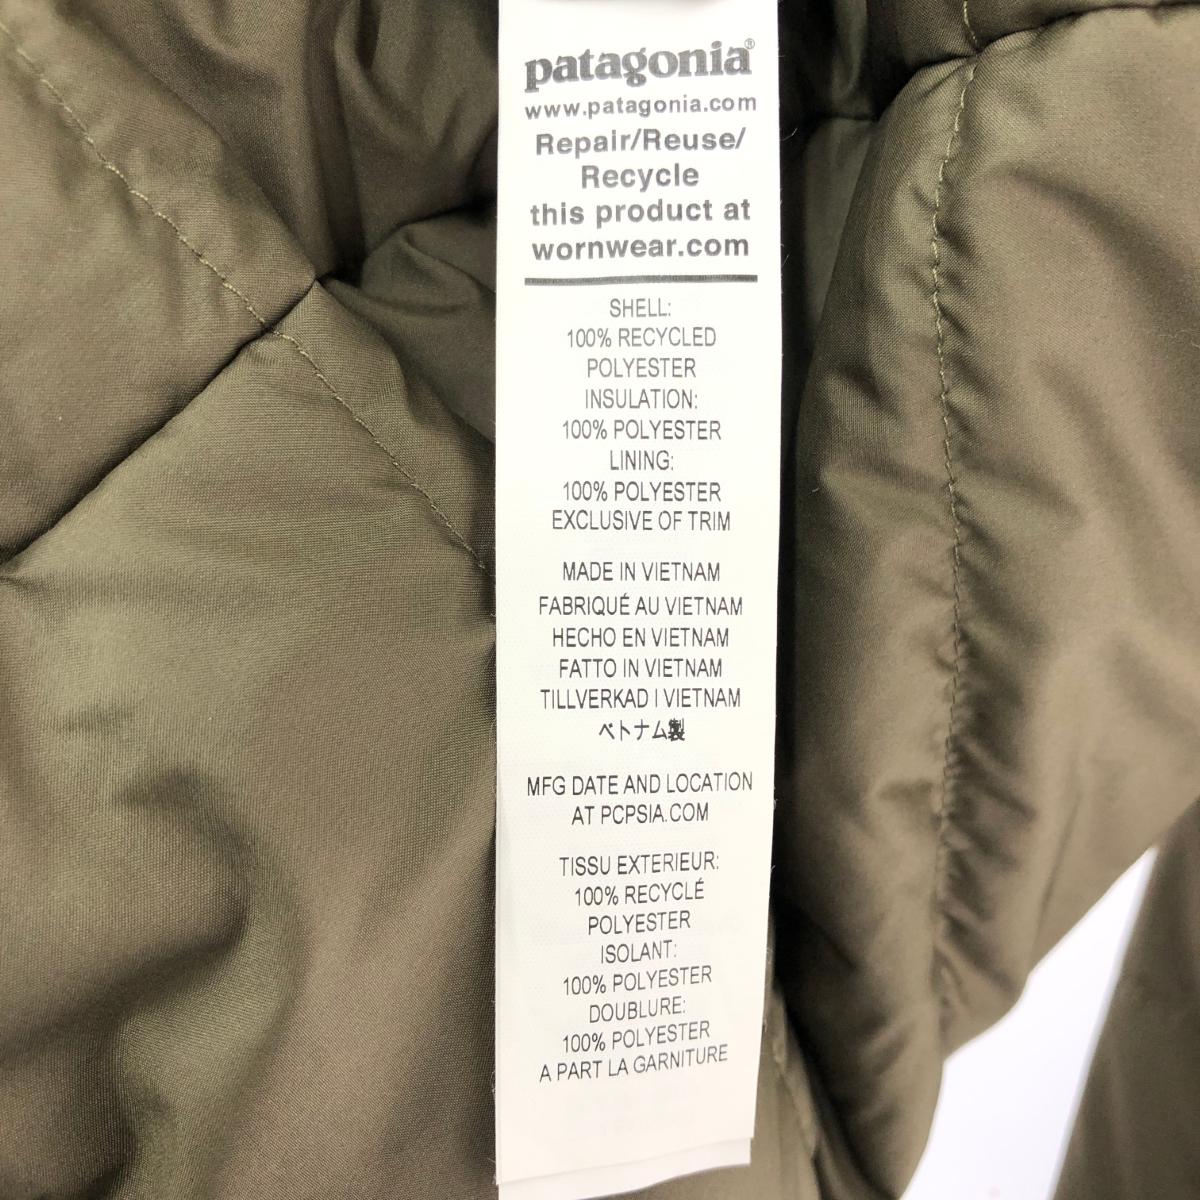 patagonia®
www.patagonia.com
Repair/Reuse/
Recycle
this product at
wornwear.com
SHELL:
100% RECYCLED
POLYESTER
INSULATION:
100% POLYESTER
LINING:
100% POLYESTER
EXCLUSIVE OF TRIM
MADE IN VIETNAM
FABRIQUÉ AU VIETNAM
HECHO EN VIETNAM
FATTO IN VIETNAM
TILLVERKAD I VIETNAM
ベトナム製
MFG DATE AND LOCATION
AT PCPSIA.COM
TISSU EXTERIEUR:
100% RECYCLÉ
POLYESTER
ISOLANT:
100% POLYESTER
DOUBLURE:
100% POLYESTER
A PART LA GARNITURE